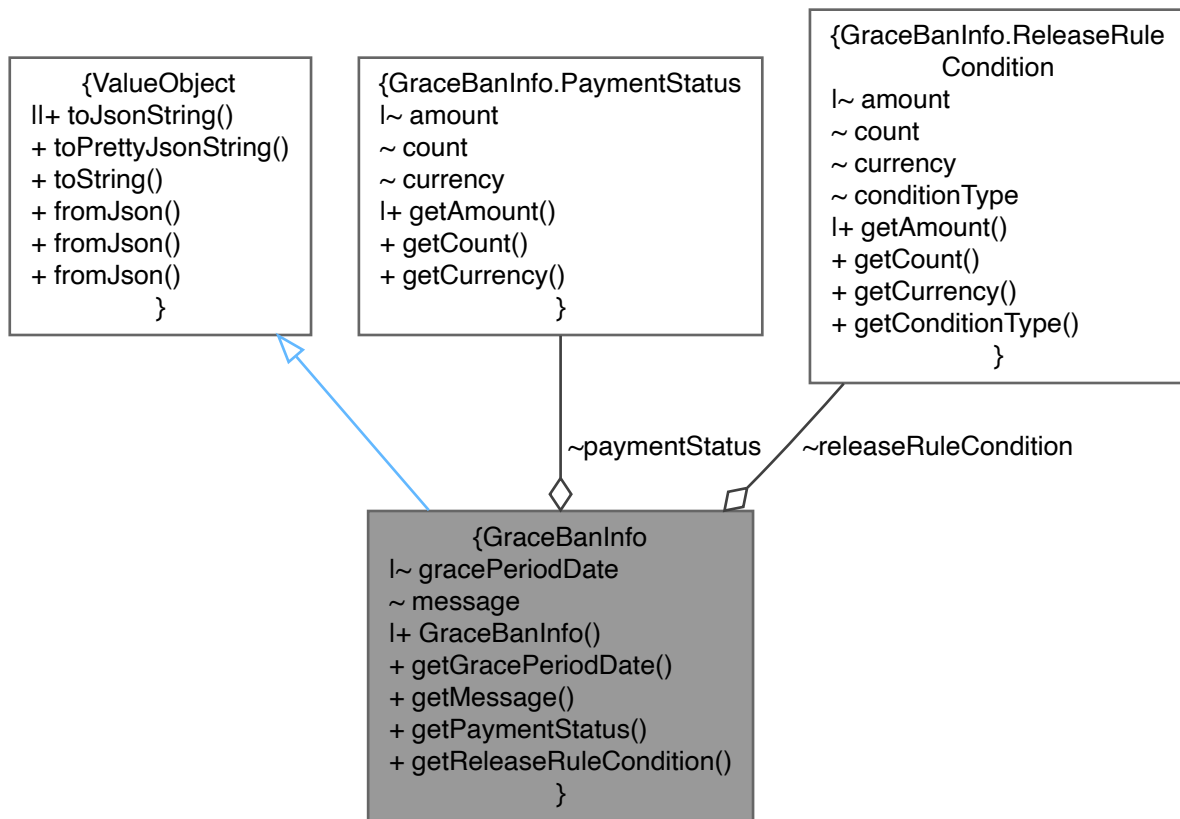 {ValueObject
||+ toJsonString()
+ toPrettyJsonString()
+ toString()
+ fromJson()
+ fromJson()
+ fromJson()
}
{GraceBanInfo.PaymentStatus
|~ amount
~ count
~ currency
|+ getAmount()
+ getCount()
+ getCurrency()
}
{GraceBanInfo.ReleaseRule
Condition
|~ amount
~ count
~ currency
~ conditionType
|+ getAmount()
+ getCount()
+ getCurrency()
+ getConditionType()
}
~paymentStatus
~releaseRuleCondition
{GraceBanInfo
|~ gracePeriodDate
~ message
|+ GraceBanInfo()
+ getGracePeriodDate()
+ getMessage()
+ getPaymentStatus()
+ getReleaseRuleCondition()
}